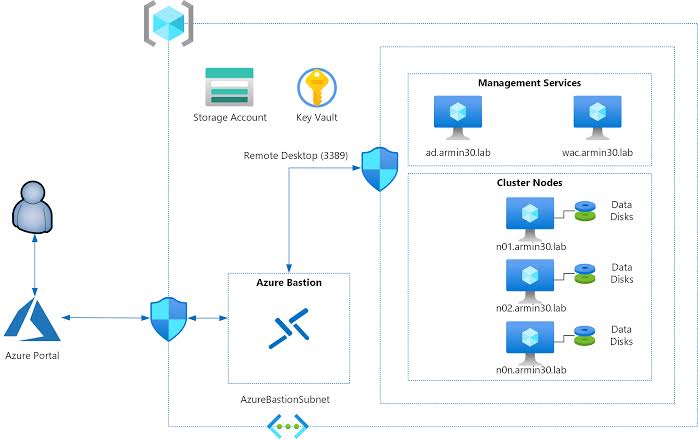 Storage Account
Key Vault
Management Services
ad.armin30.lab
wac.armin30.lab
Remote Desktop (3389)
Cluster Nodes
Data
Disks
n01.armin30.lab
Data
Disks
n02.armin30.lab
Data
Disks
n0n.armin30.lab
Azure Bastion
Azure Portal
AzureBastionSubnet